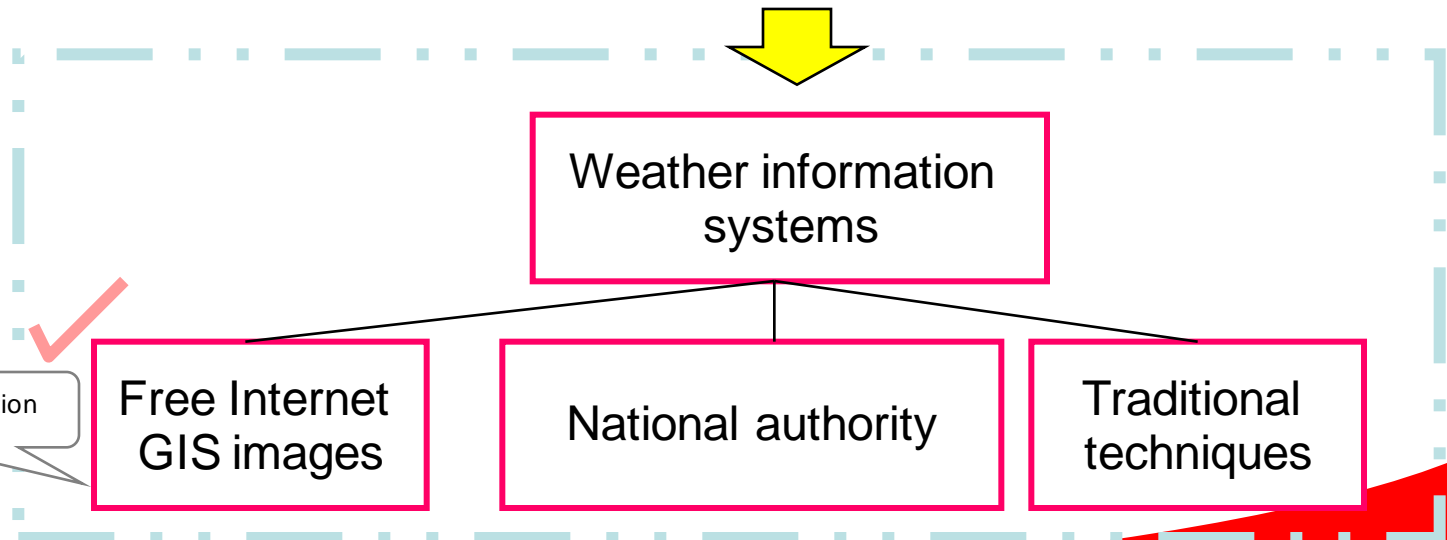 Weather information
systems
Free Internet
GIS images
National authority
Traditional
techniques